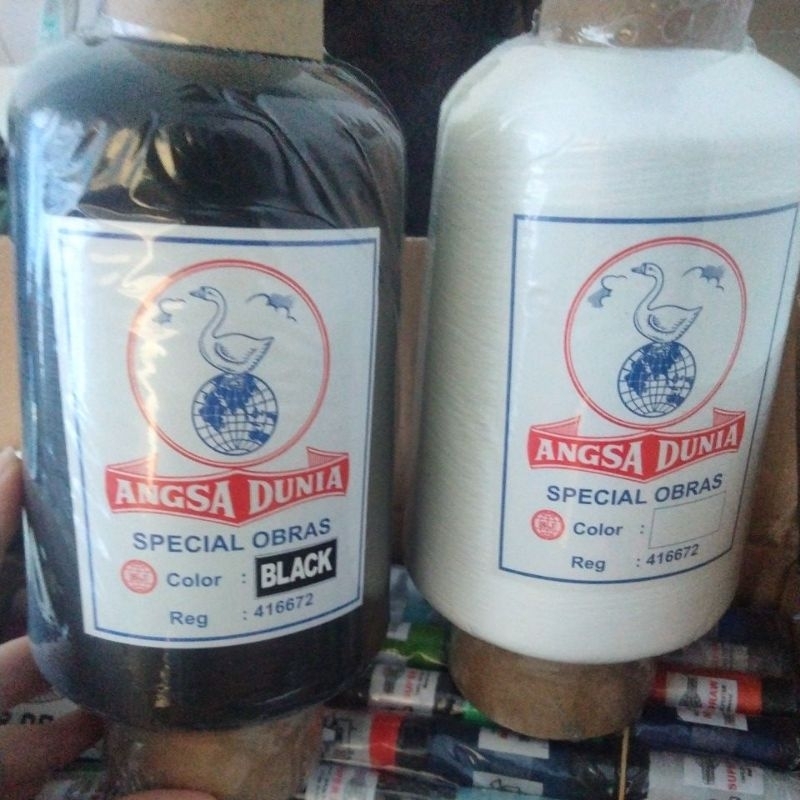 ANGSA DUNIA
SPECIAL OBRAS
Color : BLACK
Reg : 416672
ANGSA DUNIA
SPECIAL OBRAS
Color :
Reg : 416672